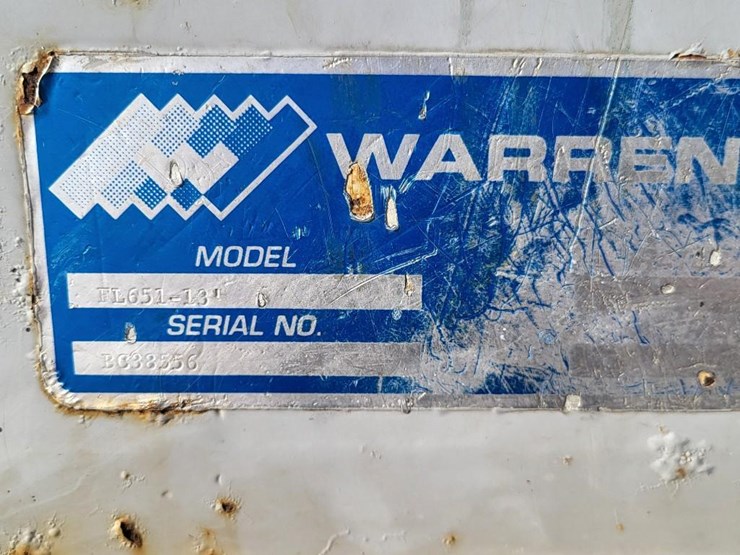 WARREN
MODEL
FL651-13'
SERIAL NO.
BC38556